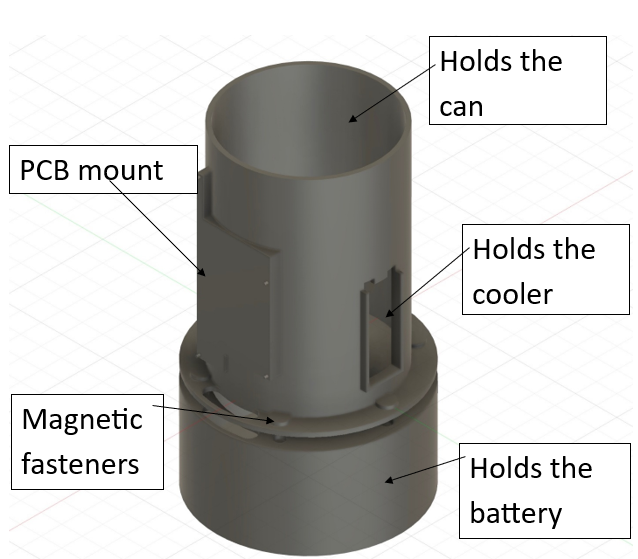 Holds the
can
PCB mount
Holds the
cooler
Magnetic
fasteners
Holds the
battery